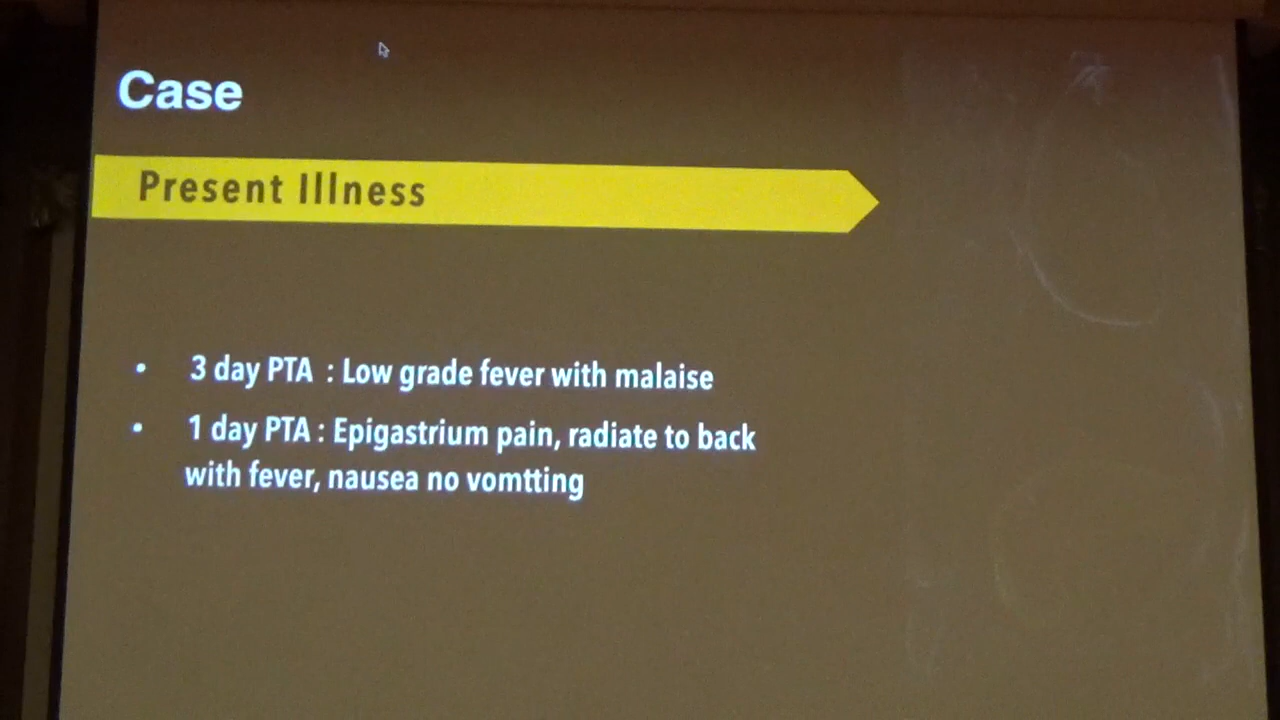 Case
Present Illness
• 3 day PTA : Low grade fever with malaise
• 1 day PTA : Epigastrium pain, radiate to back
with fever, nausea no vomtting